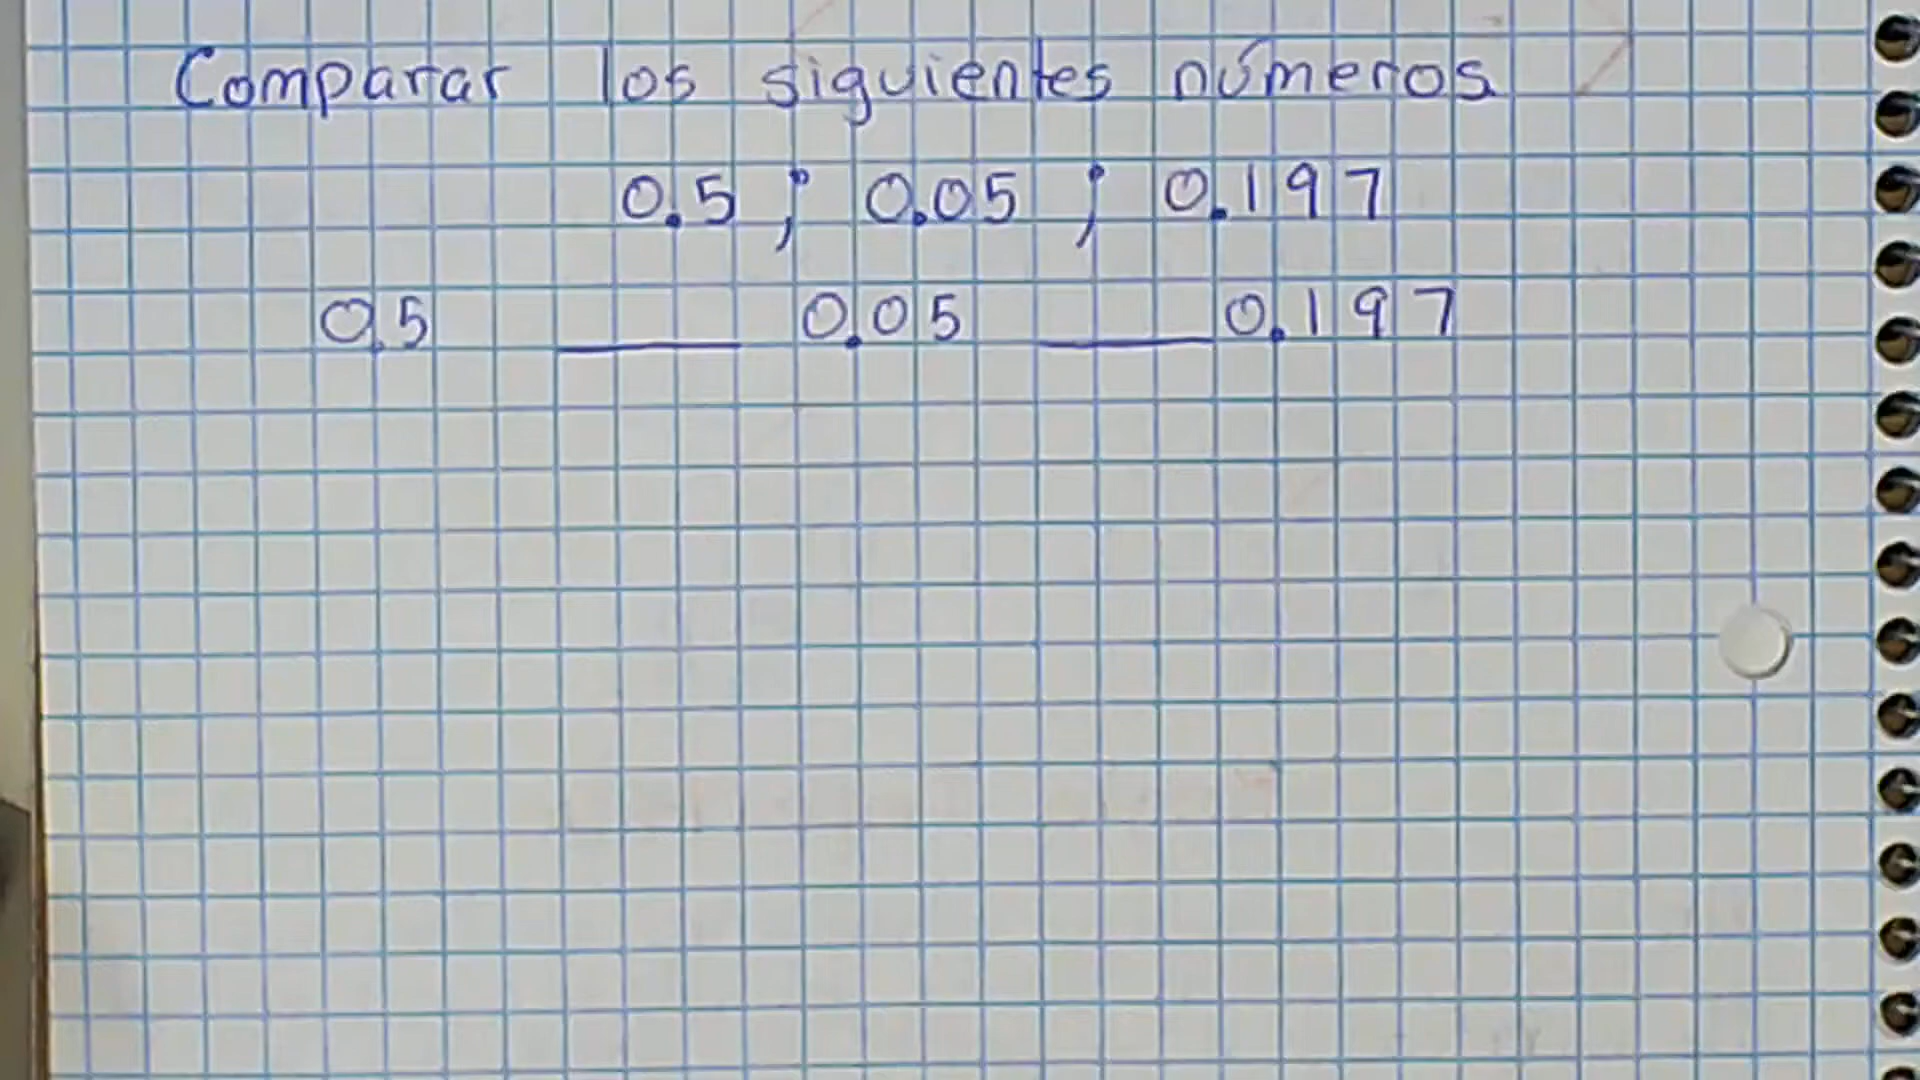 Comparar los siguientes números
0.5 ; 0.05 ; 0.197
0.5 ____ 0.05 ____ 0.197